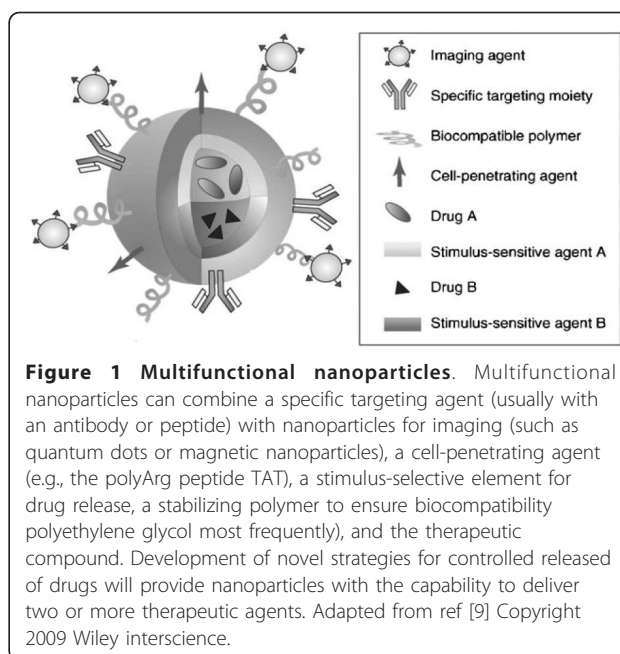 Imaging agent
Specific targeting moiety
Biocompatible polymer
Cell-penetrating agent
Drug A
Stimulus-sensitive agent A
Drug B
Stimulus-sensitive agent B
Figure 1 Multifunctional nanoparticles. Multifunctional
nanoparticles can combine a specific targeting agent (usually with
an antibody or peptide) with nanoparticles for imaging (such as
quantum dots or magnetic nanoparticles), a cell-penetrating agent
(e.g., the polyArg peptide TAT), a stimulus-selective element for
drug release, a stabilizing polymer to ensure biocompatibility
polyethylene glycol most frequently), and the therapeutic
compound. Development of novel strategies for controlled released
of drugs will provide nanoparticles with the capability to deliver
two or more therapeutic agents. Adapted from ref [9] Copyright
2009 Wiley interscience.